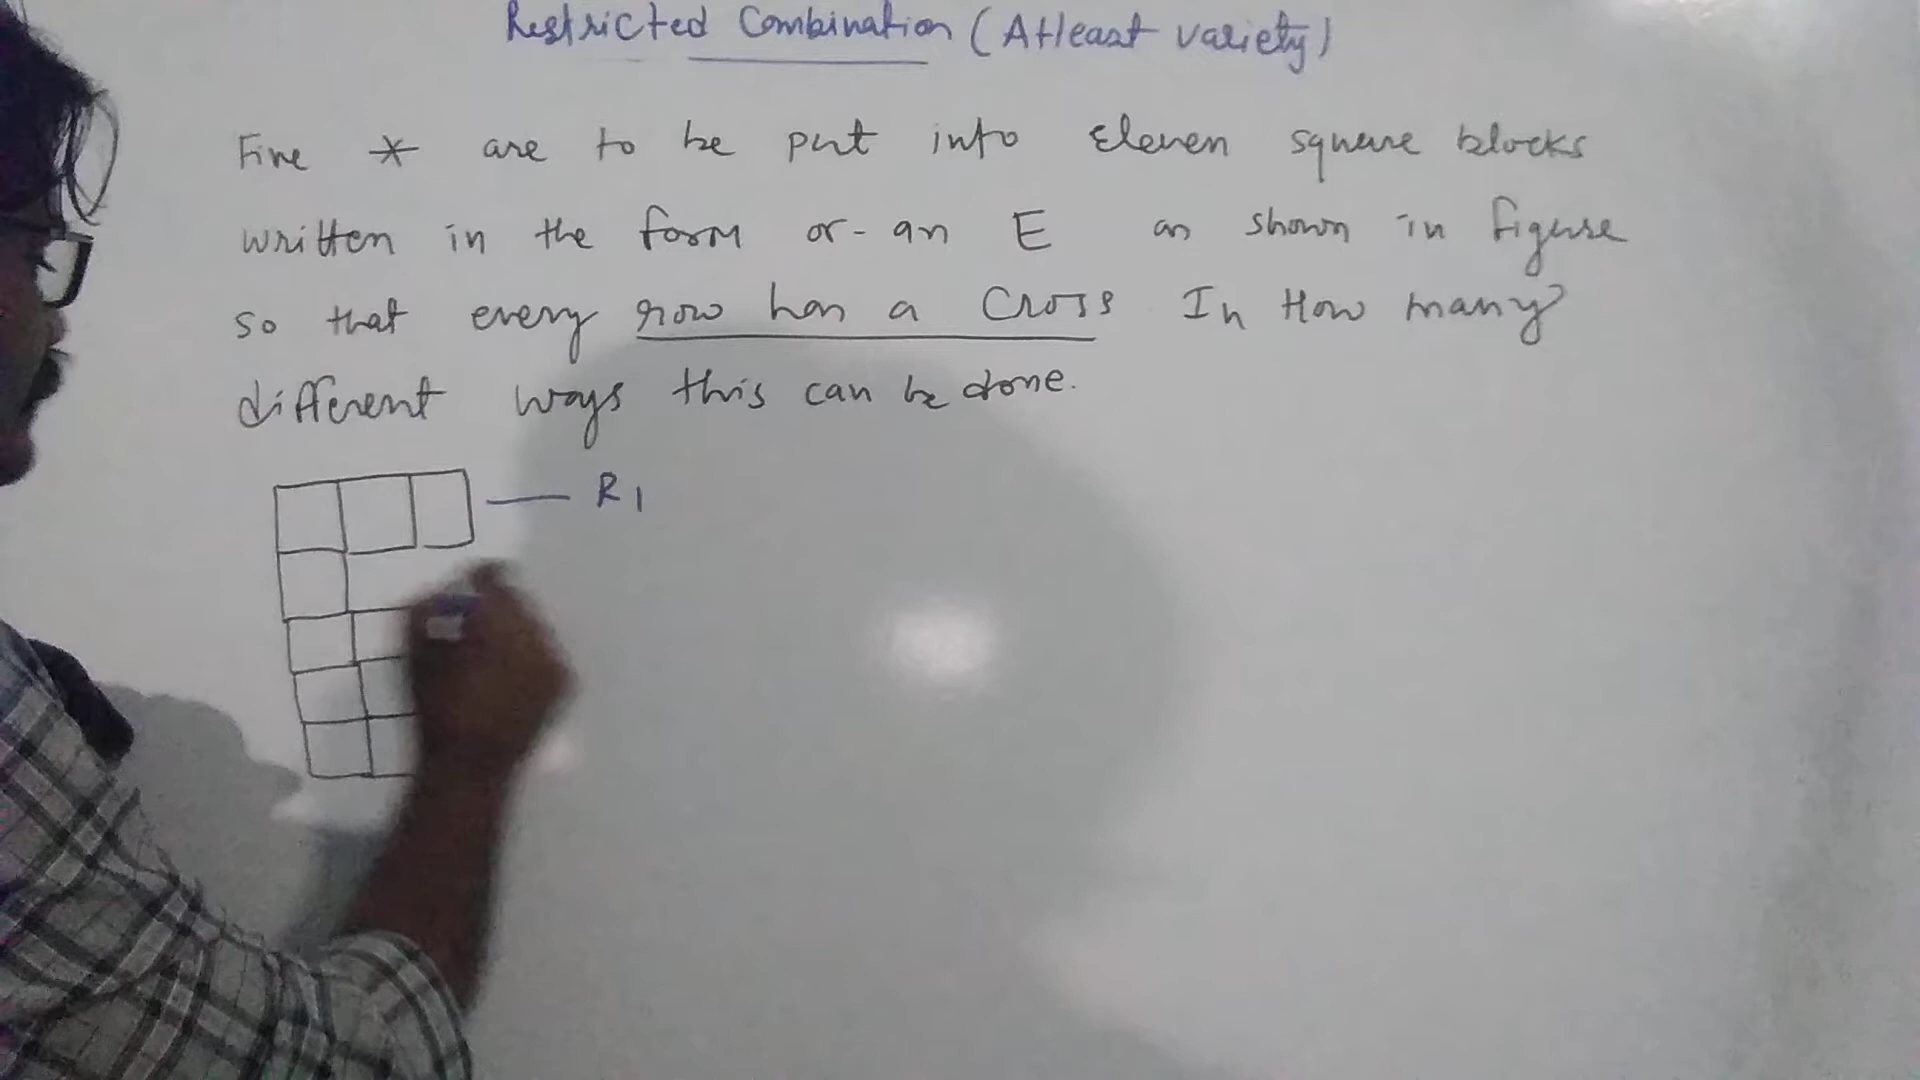 Restricted Combination (Atleast variety)
Five * are to be put into Eleven square blocks
written in the form or an E as shown in figure
so that every row has a Cross In How many
different ways this can be done.
R1